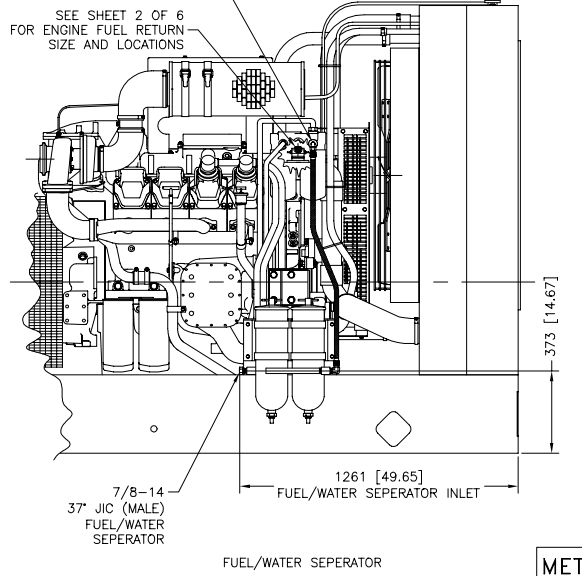 SEE SHEET 2 OF 6
FOR ENGINE FUEL RETURN
SIZE AND LOCATIONS
373 [14.67]
1261 [49.65]
FUEL/WATER SEPERATOR INLET
7/8-14
37° JIC (MALE)
FUEL/WATER
SEPERATOR
FUEL/WATER SEPERATOR
MET